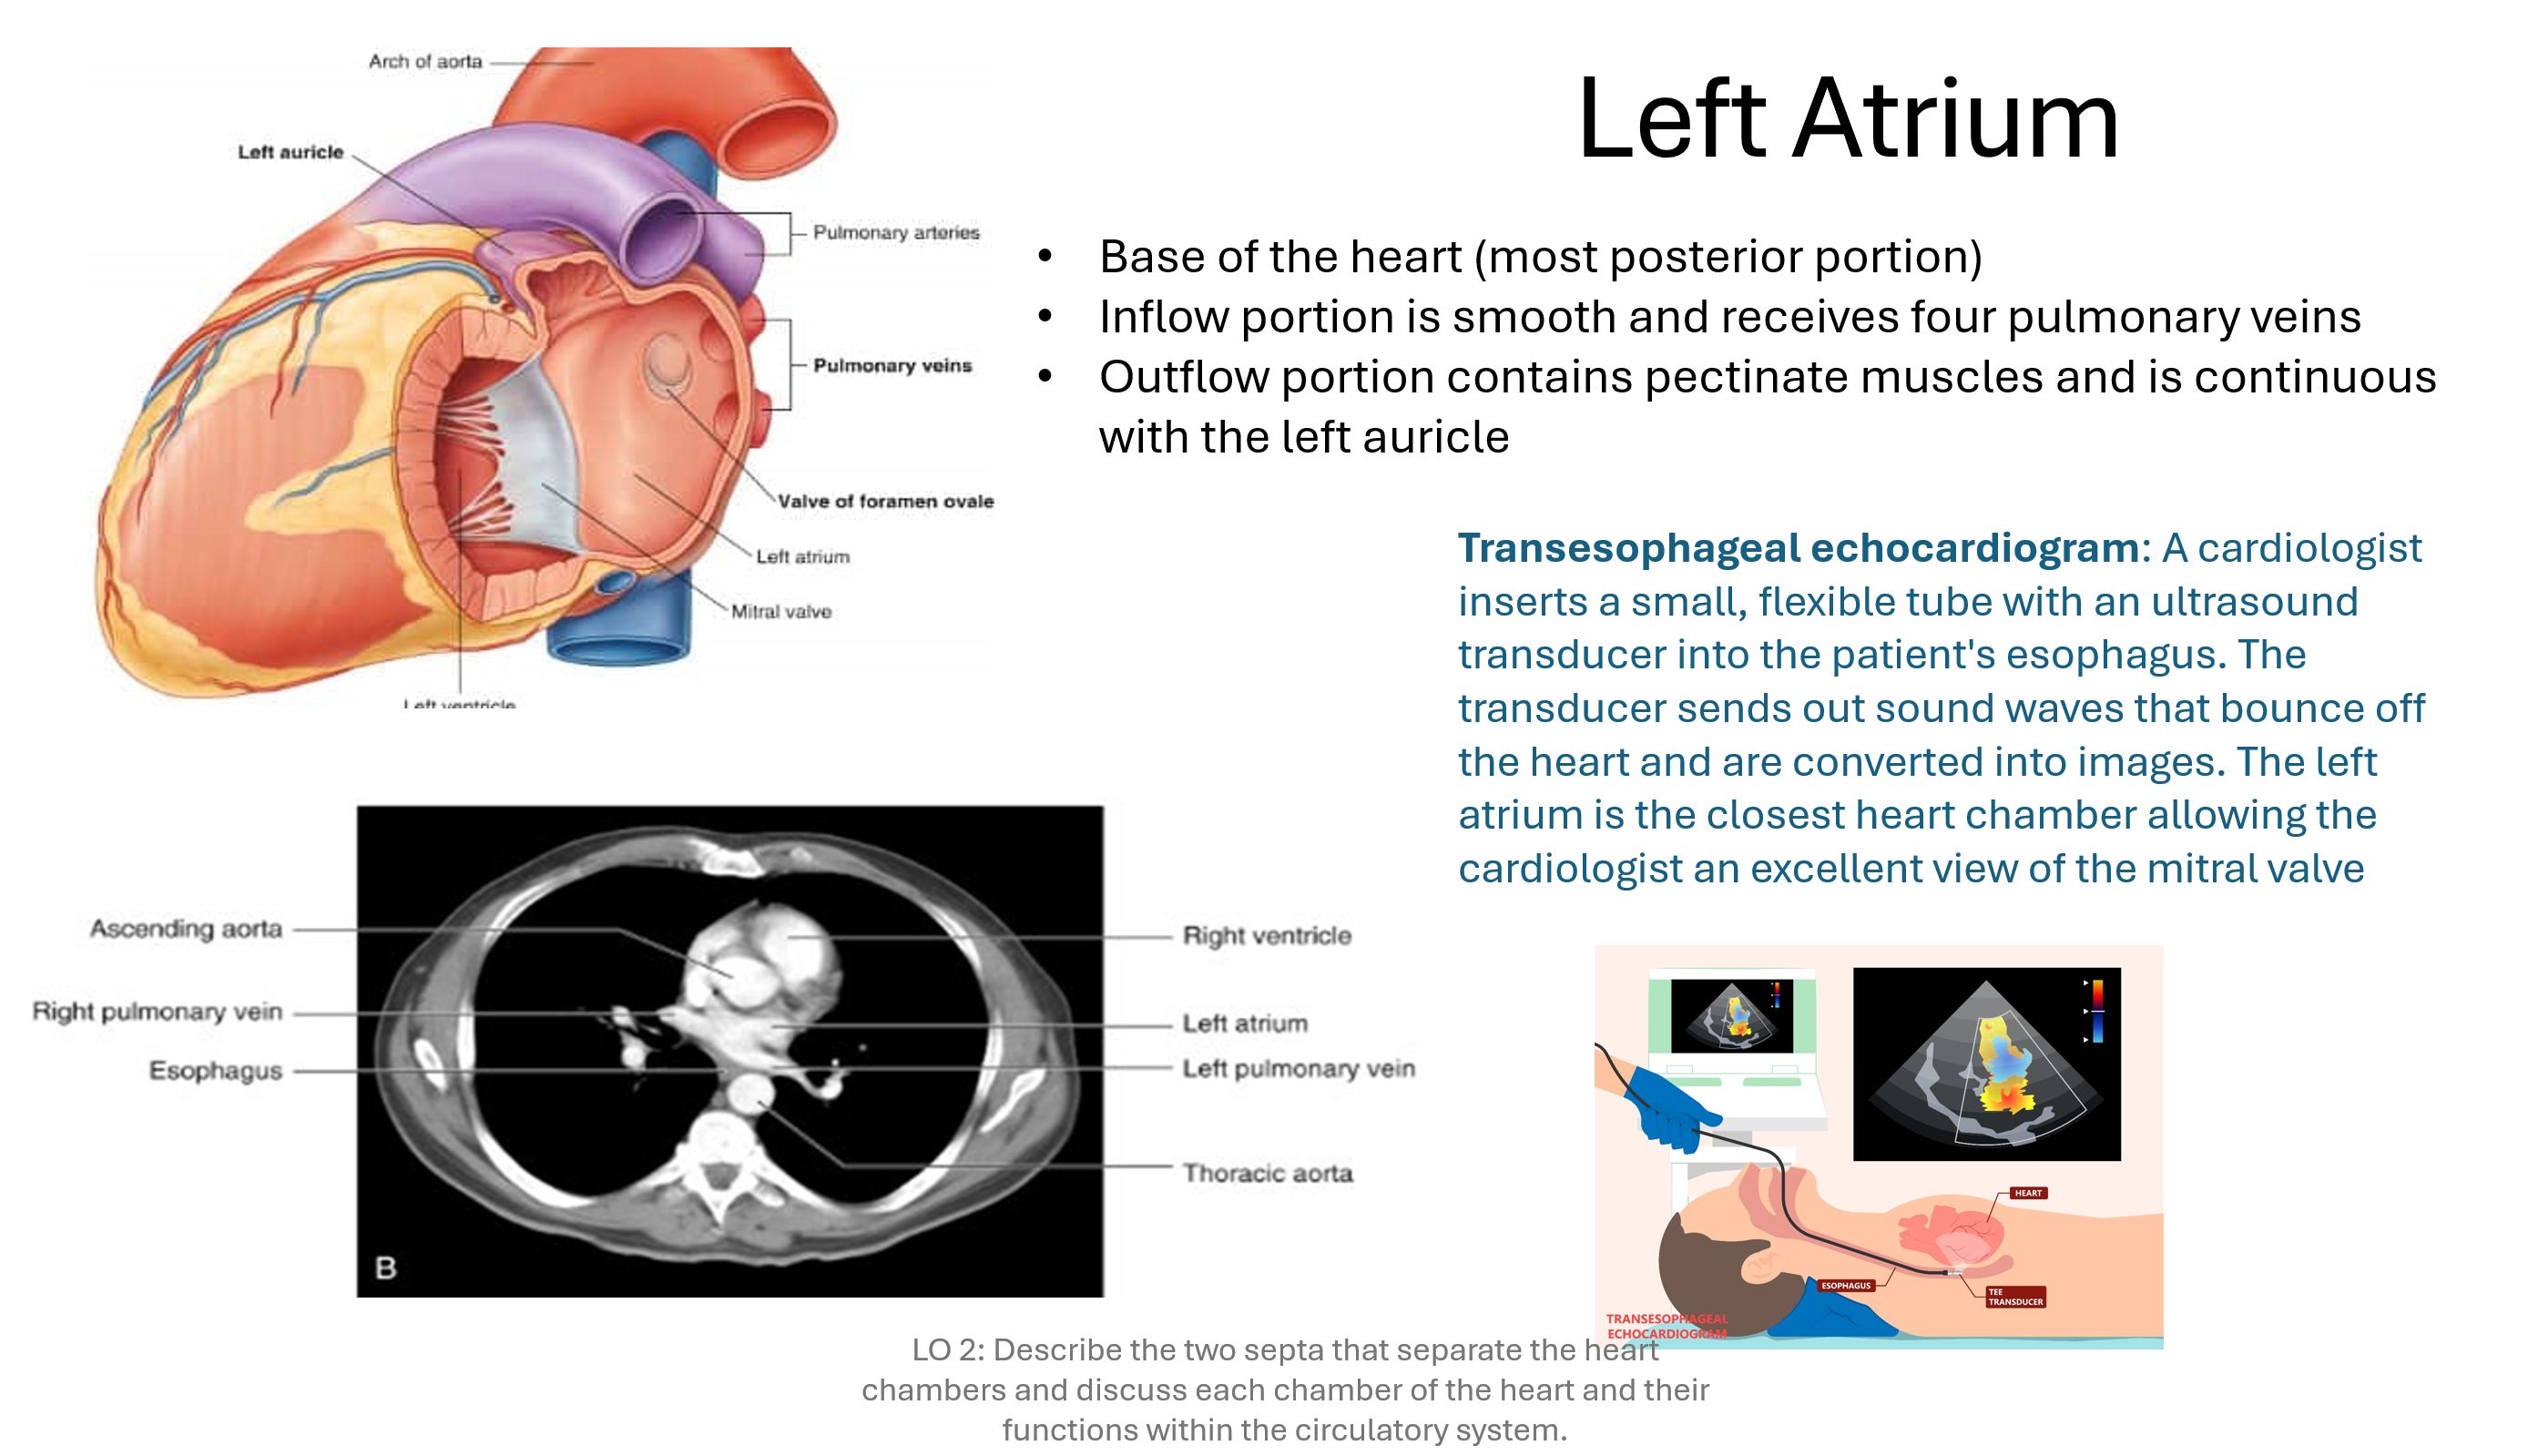 Left Atrium
• Base of the heart (most posterior portion)
• Inflow portion is smooth and receives four pulmonary veins
• Outflow portion contains pectinate muscles and is continuous
with the left auricle
Arch of aorta
Left auricle
Pulmonary arteries
Pulmonary veins
Valve of foramen ovale
Left atrium
Mitral valve
Left ventricle
Transesophageal echocardiogram: A cardiologist
inserts a small, flexible tube with an ultrasound
transducer into the patient's esophagus. The
transducer sends out sound waves that bounce off
the heart and are converted into images. The left
atrium is the closest heart chamber allowing the
cardiologist an excellent view of the mitral valve
Ascending aorta
Right pulmonary vein
Esophagus
Right ventricle
Left atrium
Left pulmonary vein
Thoracic aorta
B
HEART
ESOPHAGUS
TEE
TRANSDUCER
TRANSESOPHAGEAL
ECHOCARDIOGRAM
LO 2: Describe the two septa that separate the heart
chambers and discuss each chamber of the heart and their
functions within the circulatory system.